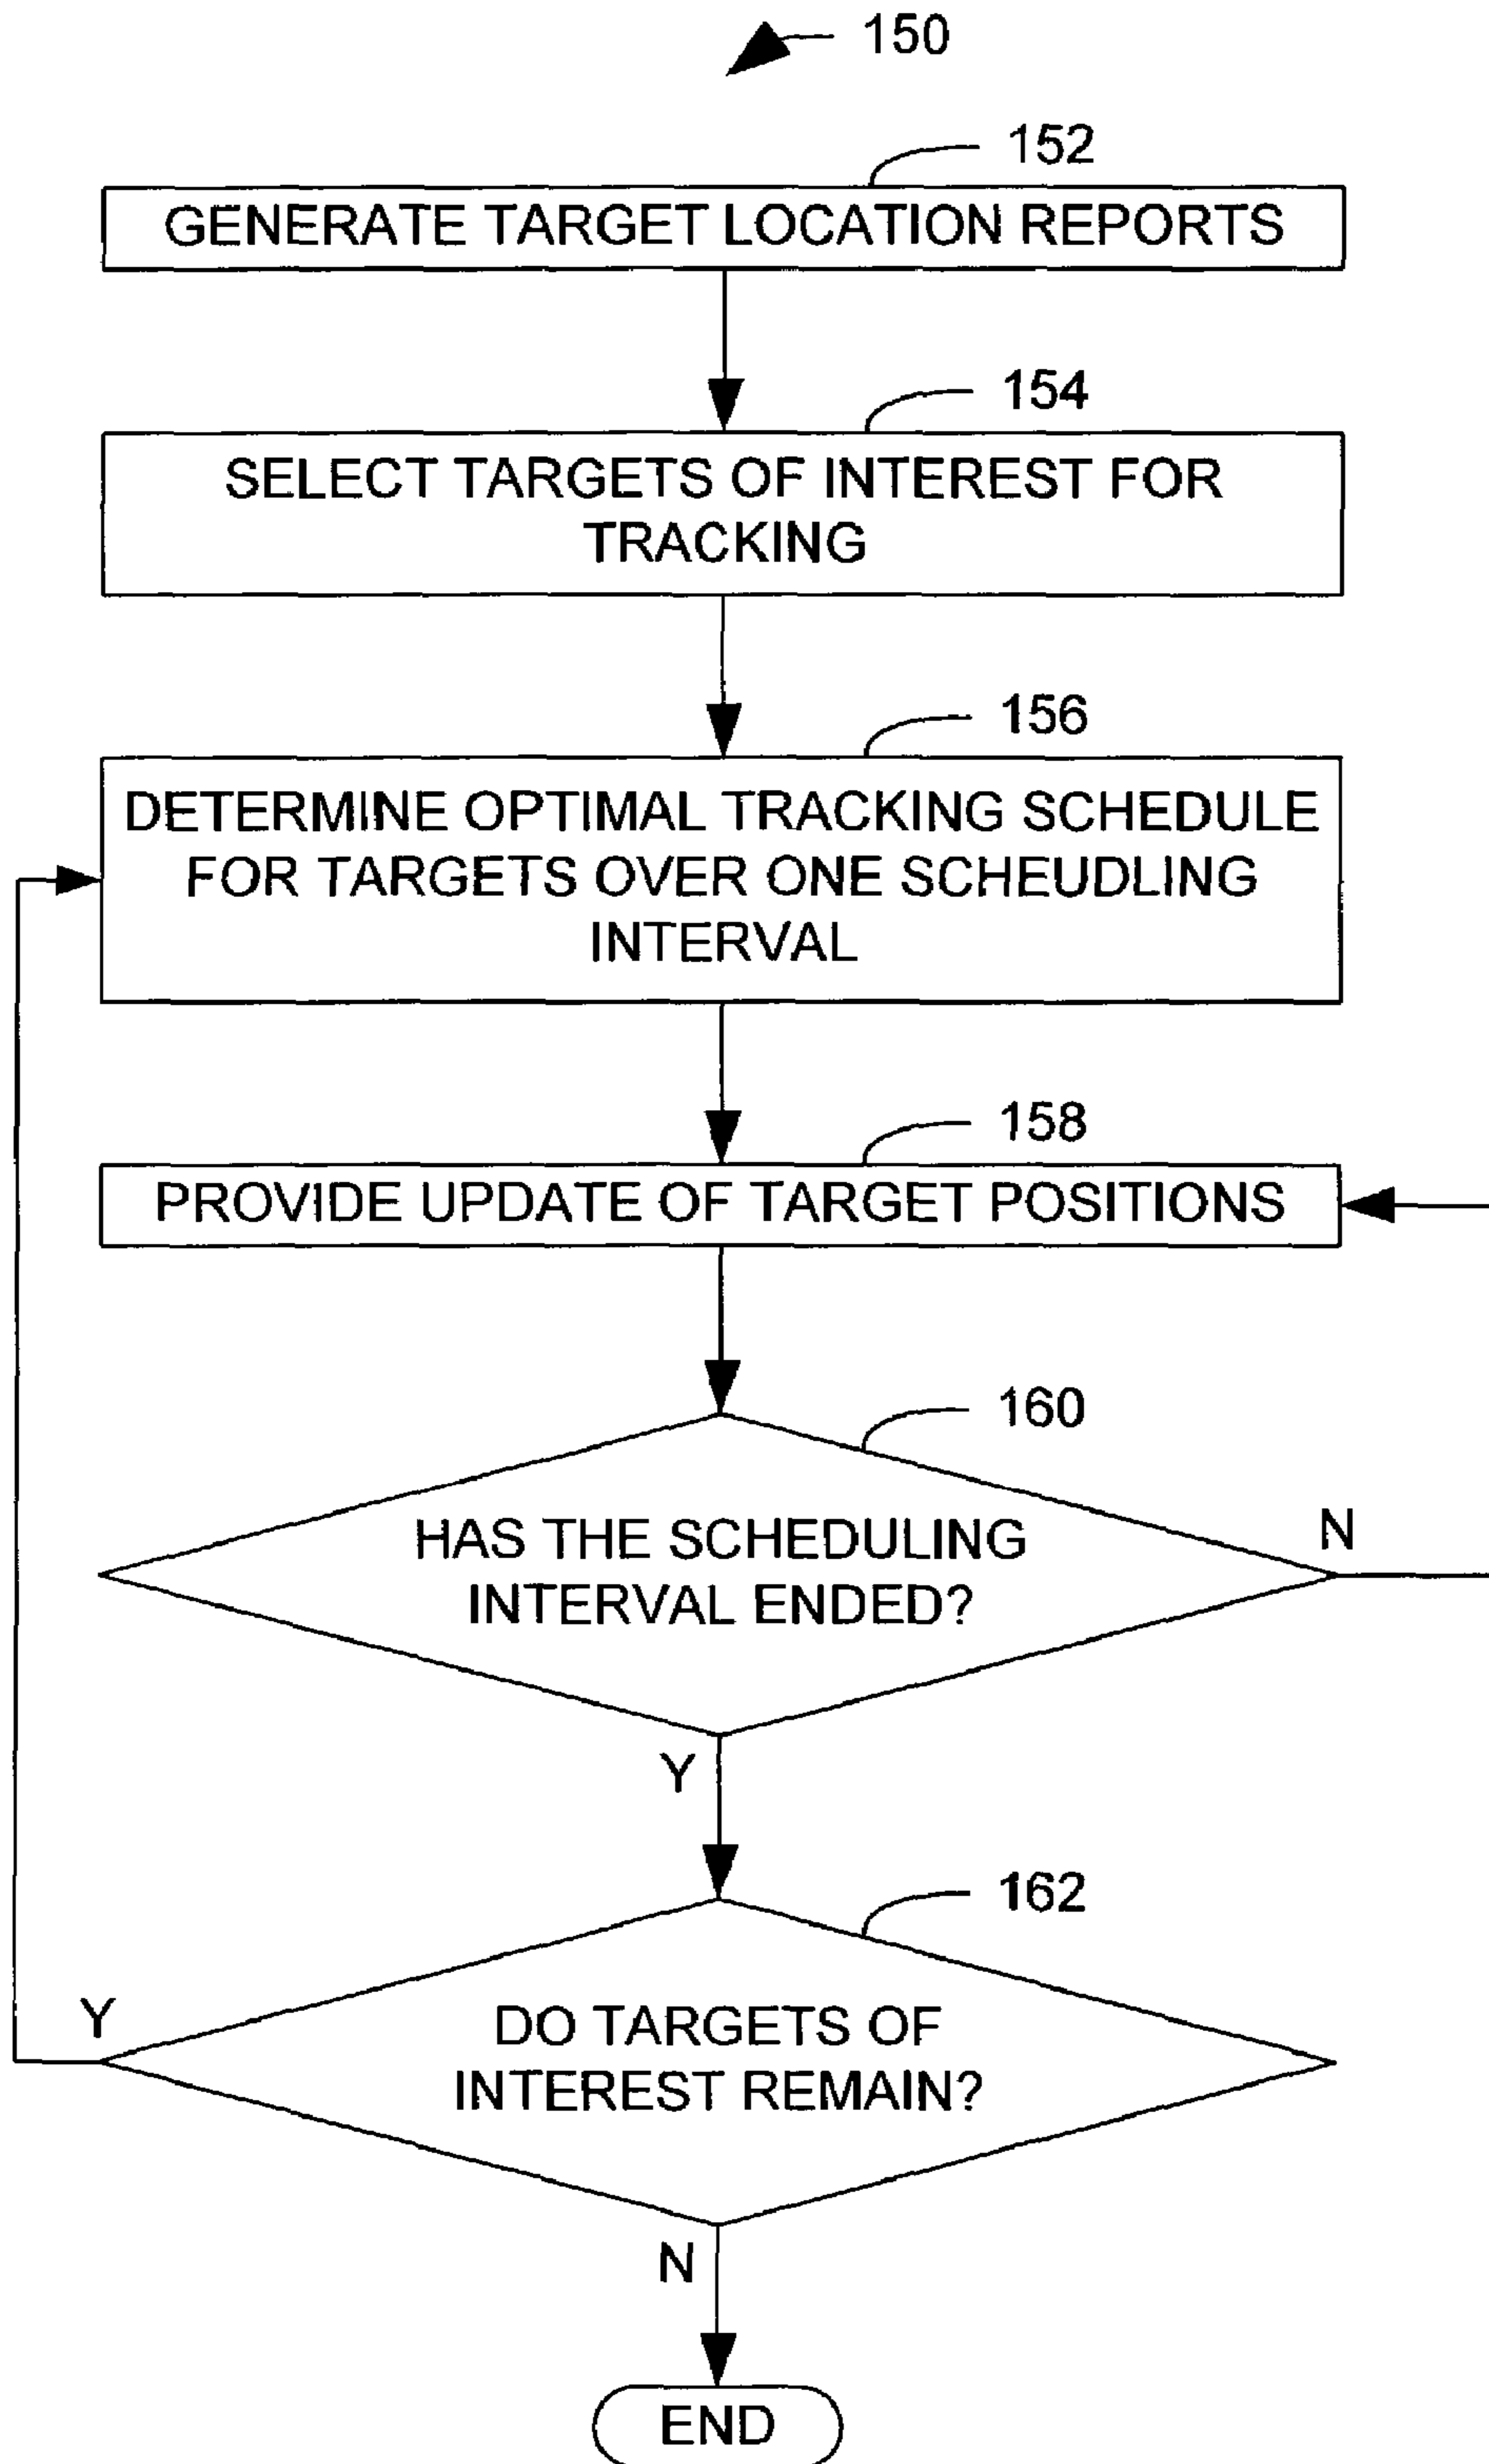 150
152
GENERATE TARGET LOCATION REPORTS
154
SELECT TARGETS OF INTEREST FOR
TRACKING
156
DETERMINE OPTIMAL TRACKING SCHEDULE
FOR TARGETS OVER ONE SCHEUDLING
INTERVAL
158
PROVIDE UPDATE OF TARGET POSITIONS
160
HAS THE SCHEDULING
INTERVAL ENDED?
N
Y
162
DO TARGETS OF
INTEREST REMAIN?
Y
N
END